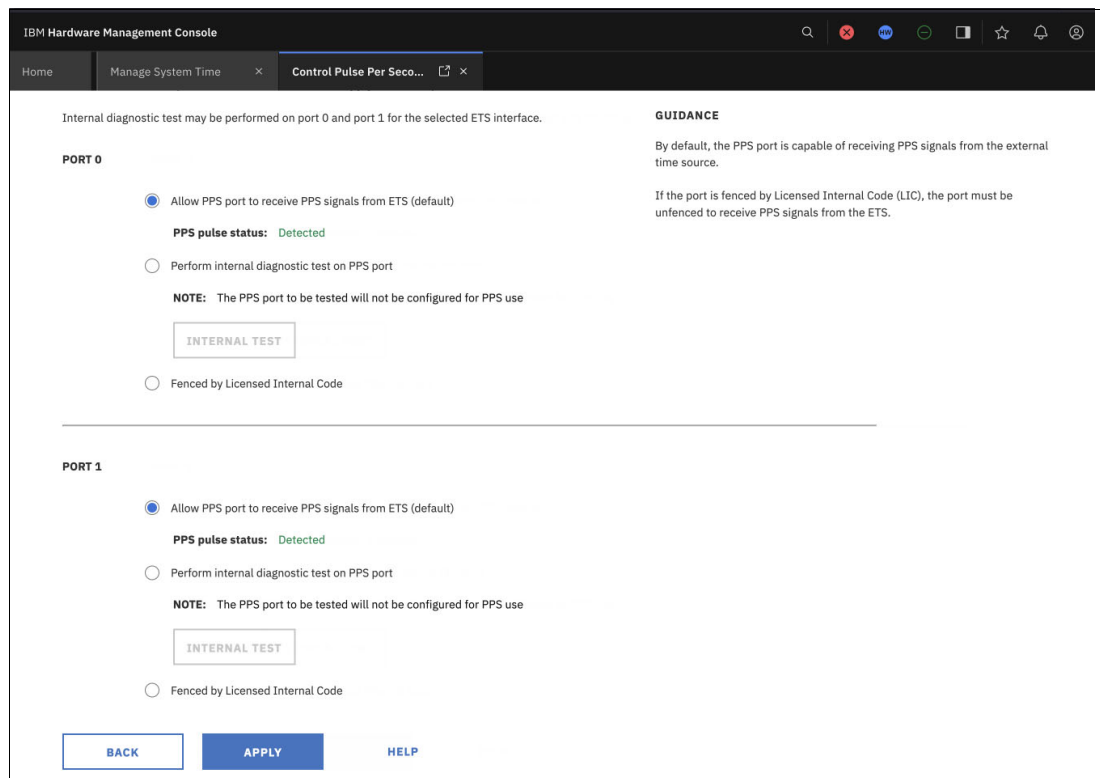 IBM Hardware Management Console
HW
Home
Manage System Time ×
Control Pulse Per Seco... ×
Internal diagnostic test may be performed on port 0 and port 1 for the selected ETS interface.
PORT 0
Allow PPS port to receive PPS signals from ETS (default)
PPS pulse status: Detected
Perform internal diagnostic test on PPS port
NOTE: The PPS port to be tested will not be configured for PPS use
INTERNAL TEST
Fenced by Licensed Internal Code
PORT 1
Allow PPS port to receive PPS signals from ETS (default)
PPS pulse status: Detected
Perform internal diagnostic test on PPS port
NOTE: The PPS port to be tested will not be configured for PPS use
INTERNAL TEST
Fenced by Licensed Internal Code
BACK
APPLY
HELP
GUIDANCE
By default, the PPS port is capable of receiving PPS signals from the external
time source.
If the port is fenced by Licensed Internal Code (LIC), the port must be
unfenced to receive PPS signals from the ETS.